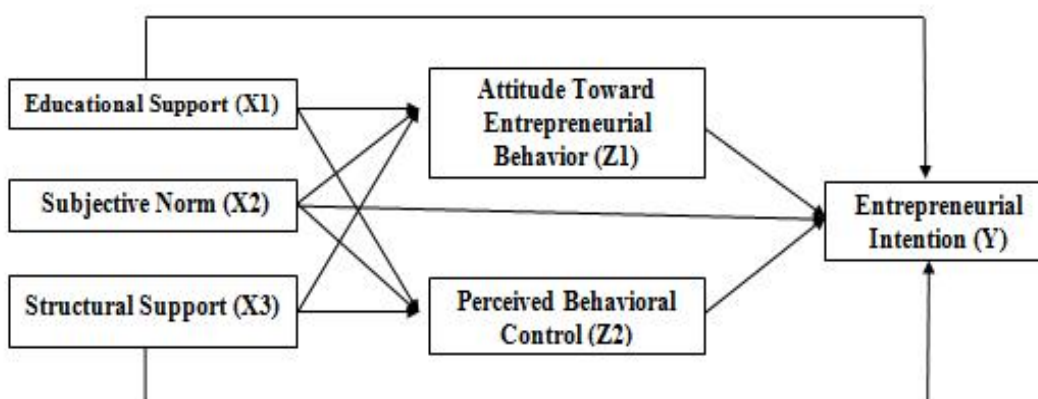 Educational Support (X1)
Subjective Norm (X2)
Structural Support (X3)
Attitude Toward
Entrepreneurial
Behavior (Z1)
Perceived Behavioral
Control (Z2)
Entrepreneurial
Intention (Y)